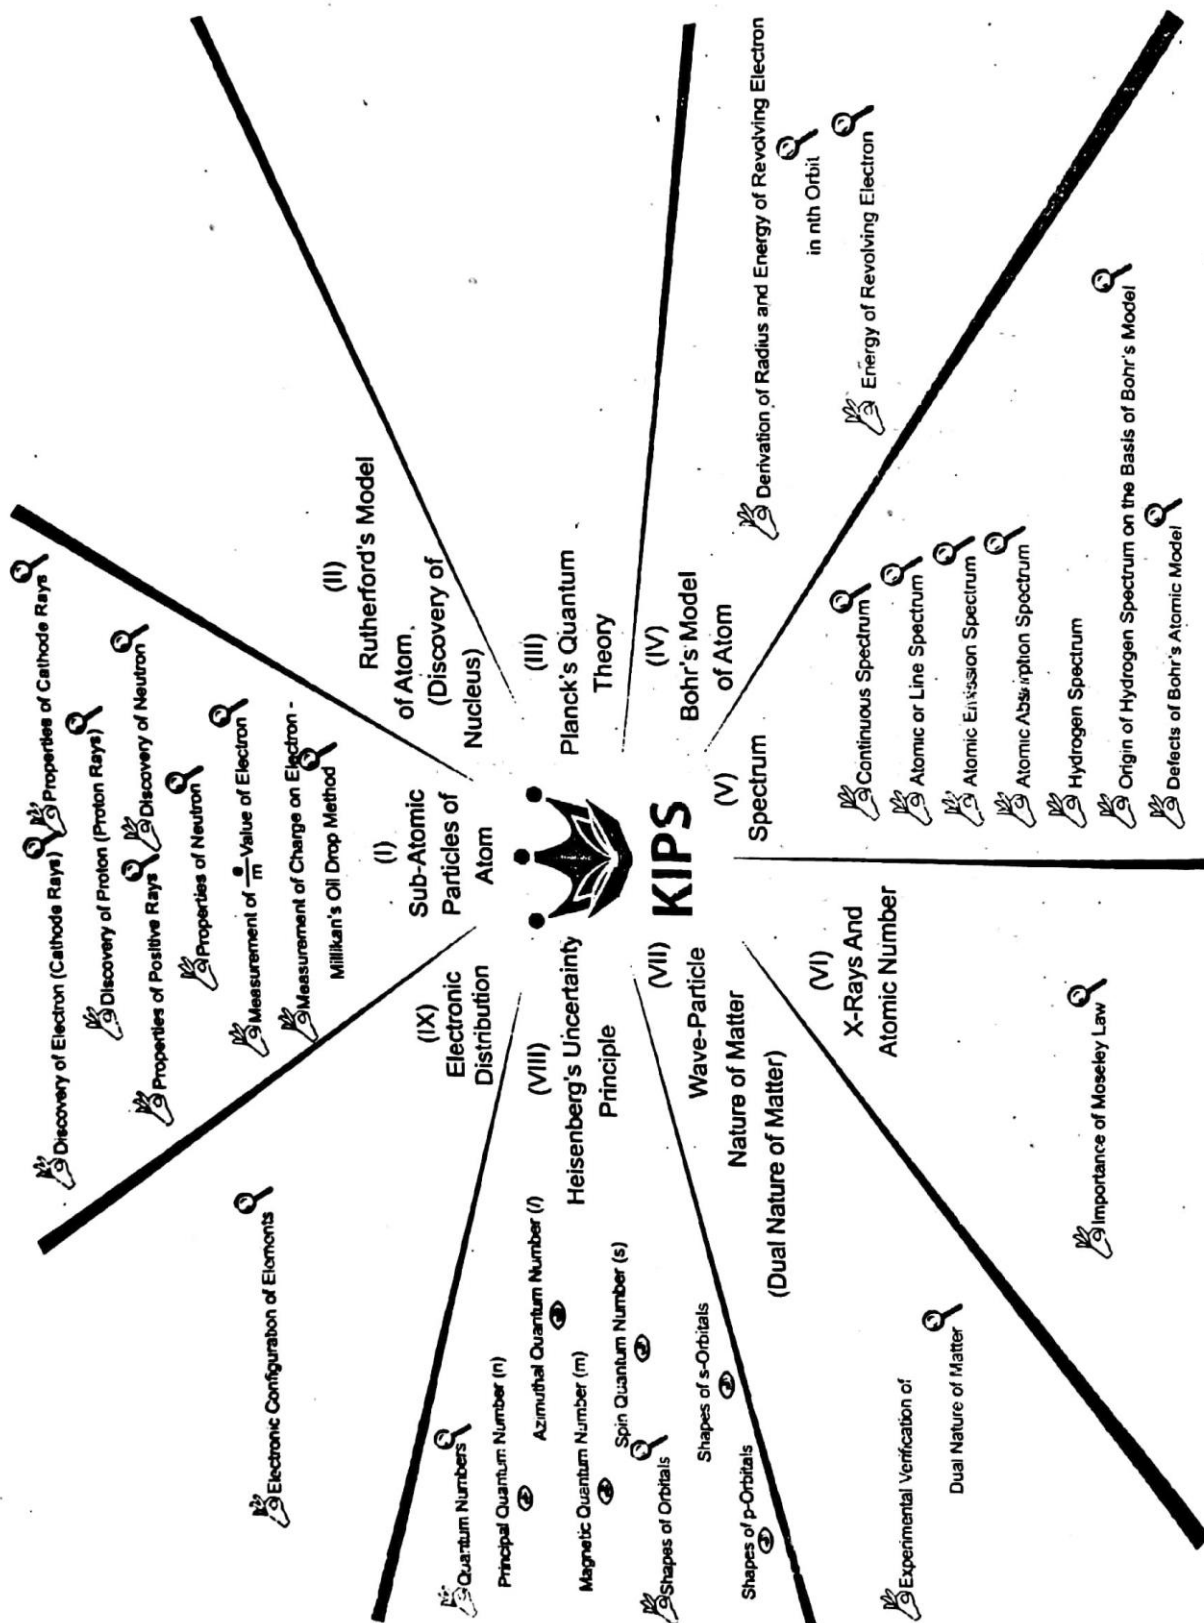 (I)
Sub-Atomic
Particles of
Atom
Discovery of Electron (Cathode Rays)
Properties of Cathode Rays
Discovery of Proton (Proton Rays)
Properties of Positive Rays
Discovery of Neutron
Properties of Neutron
Measurement of e/m Value of Electron
Measurement of Charge on Electron -
Millikan's Oil Drop Method
(II)
Rutherford's Model
of Atom
(Discovery of
Nucleus)
(III)
Planck's Quantum
Theory
(IV)
Bohr's Model
of Atom
Derivation of Radius and Energy of Revolving Electron
in nth Orbit
Energy of Revolving Electron
(V)
Spectrum
Continuous Spectrum
Atomic or Line Spectrum
Atomic Emission Spectrum
Atomic Absorption Spectrum
Hydrogen Spectrum
Origin of Hydrogen Spectrum on the Basis of Bohr's Model
Defects of Bohr's Atomic Model
(VI)
X-Rays And
Atomic Number
Importance of Moseley Law
(VII)
Wave-Particle
Nature of Matter
(Dual Nature of Matter)
Experimental Verification of
Dual Nature of Matter
(VIII)
Heisenberg's Uncertainty
Principle
Quantum Numbers
Principal Quantum Number (n)
Azimuthal Quantum Number (l)
Magnetic Quantum Number (m)
Spin Quantum Number (s)
Shapes of Orbitals
Shapes of s-Orbitals
Shapes of p-Orbitals
(IX)
Electronic
Distribution
Electronic Configuration of Elements
KIPS